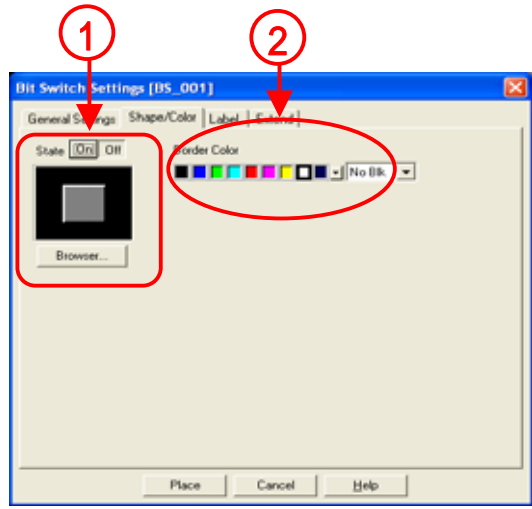 1
2
Bit Switch Settings [BS_001]
General Settings Shape/Color Label Extend
State On Off Border Color
No Blk
Browser...
Place Cancel Help